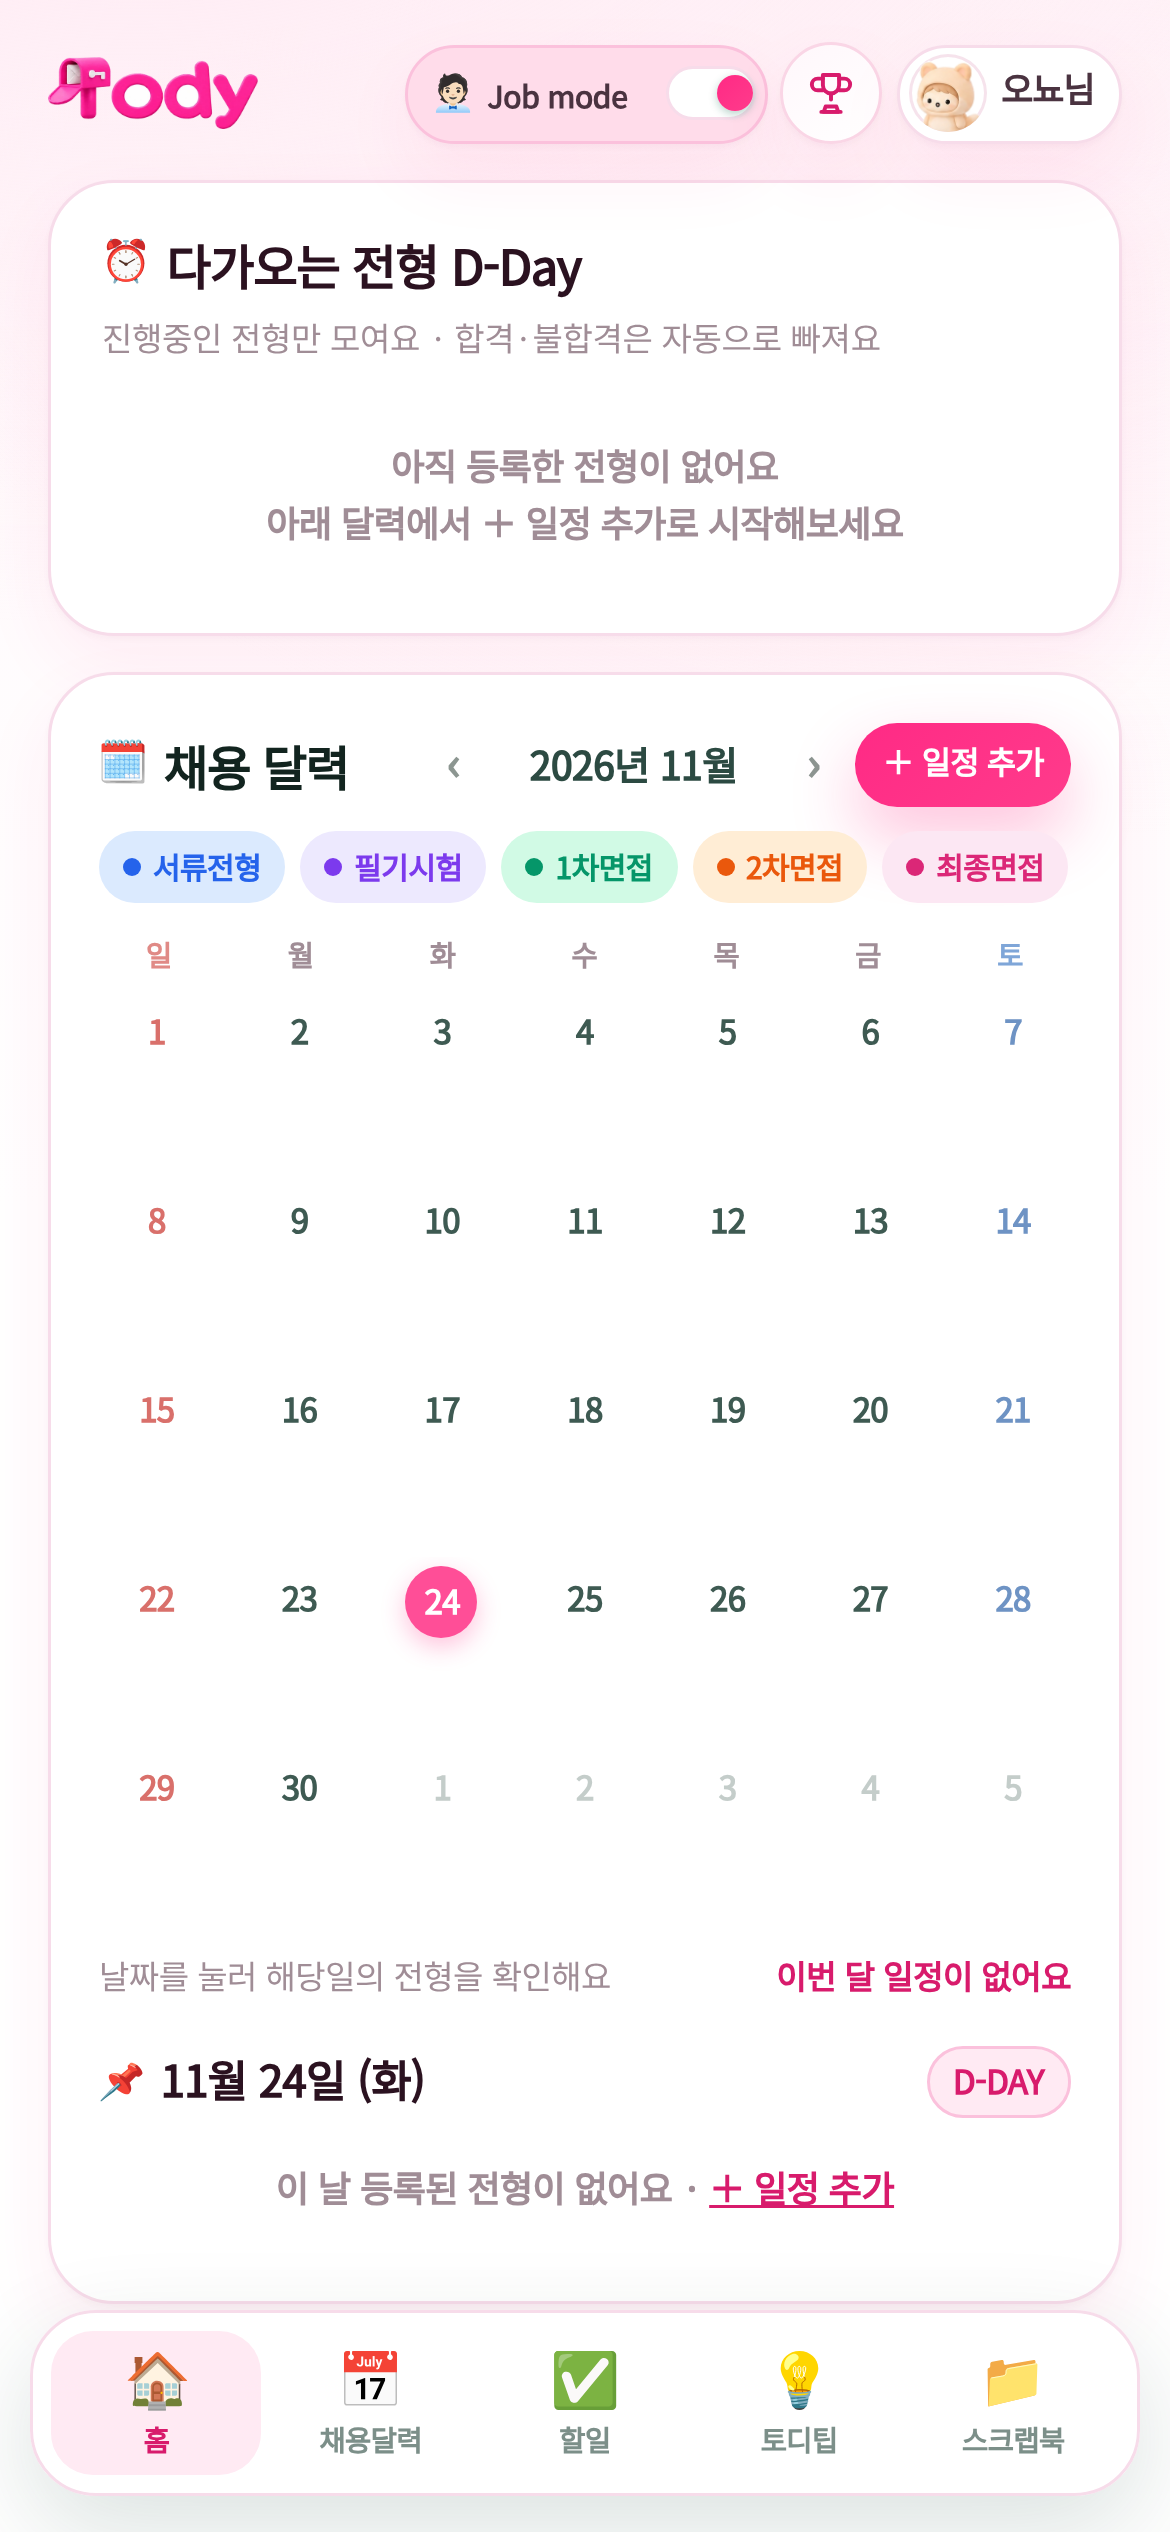 Tody
Job mode
오뇨님
다가오는 전형 D-Day
진행중인 전형만 모여요 · 합격·불합격은 자동으로 빠져요
아직 등록한 전형이 없어요
아래 달력에서 + 일정 추가로 시작해보세요
채용 달력 ‹ 2026년 11월 › + 일정 추가
서류전형 필기시험 1차면접 2차면접 최종면접
일 월 화 수 목 금 토
1 2 3 4 5 6 7
8 9 10 11 12 13 14
15 16 17 18 19 20 21
22 23 24 25 26 27 28
29 30 1 2 3 4 5
날짜를 눌러 해당일의 전형을 확인해요 이번 달 일정이 없어요
11월 24일 (화) D-DAY
이 날 등록된 전형이 없어요 · + 일정 추가
July
17
홈 채용달력 할일 토디팁 스크랩북